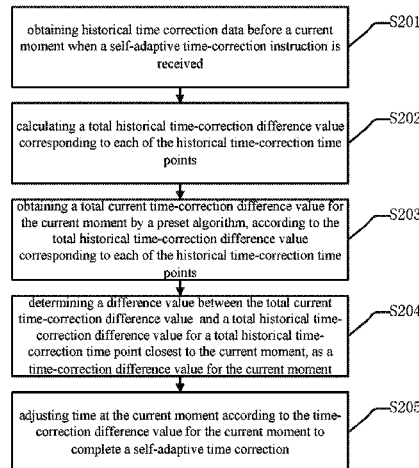 obtaining historical time correction data before a current
moment when a self-adaptive time-correction instruction is
received
S201
calculating a total historical time-correction difference value
corresponding to each of the historical time-correction time
points
S202
obtaining a total current time-correction difference value for
the current moment by a preset algorithm, according to the
total historical time-correction difference value
corresponding to each of the historical time-correction time
points
S203
determining a difference value between the total current
time-correction difference value and a total historical time-
correction difference value for a total historical time-
correction time point closest to the current moment, as a
time-correction difference value for the current moment
S204
adjusting time at the current moment according to the time-
correction difference value for the current moment to
complete a self-adaptive time correction
S205